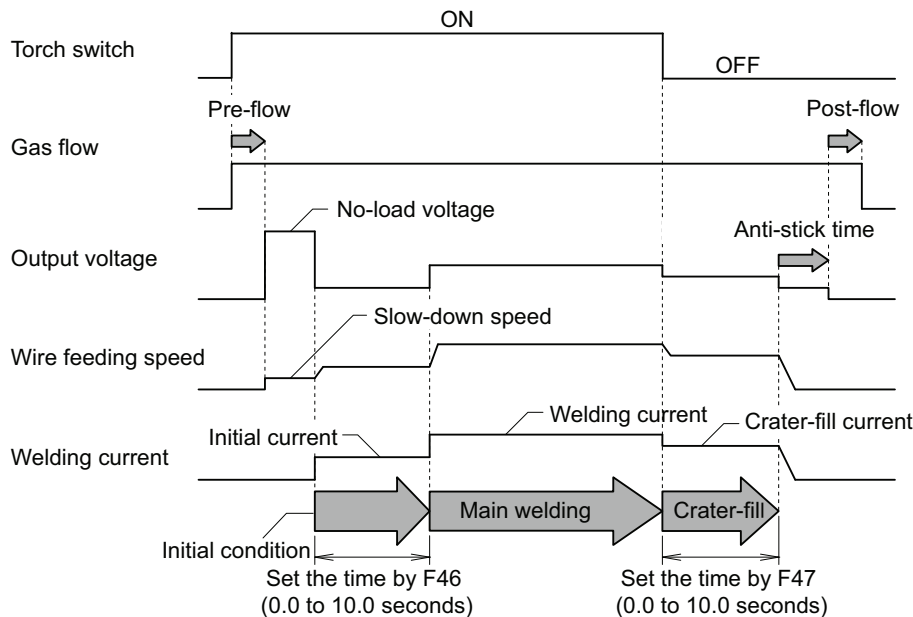 ON
Torch switch
OFF
Pre-flow
Post-flow
Gas flow
No-load voltage
Anti-stick time
Output voltage
Slow-down speed
Wire feeding speed
Welding current
Initial current
Crater-fill current
Welding current
Main welding
Crater-fill
Initial condition
Set the time by F46
(0.0 to 10.0 seconds)
Set the time by F47
(0.0 to 10.0 seconds)